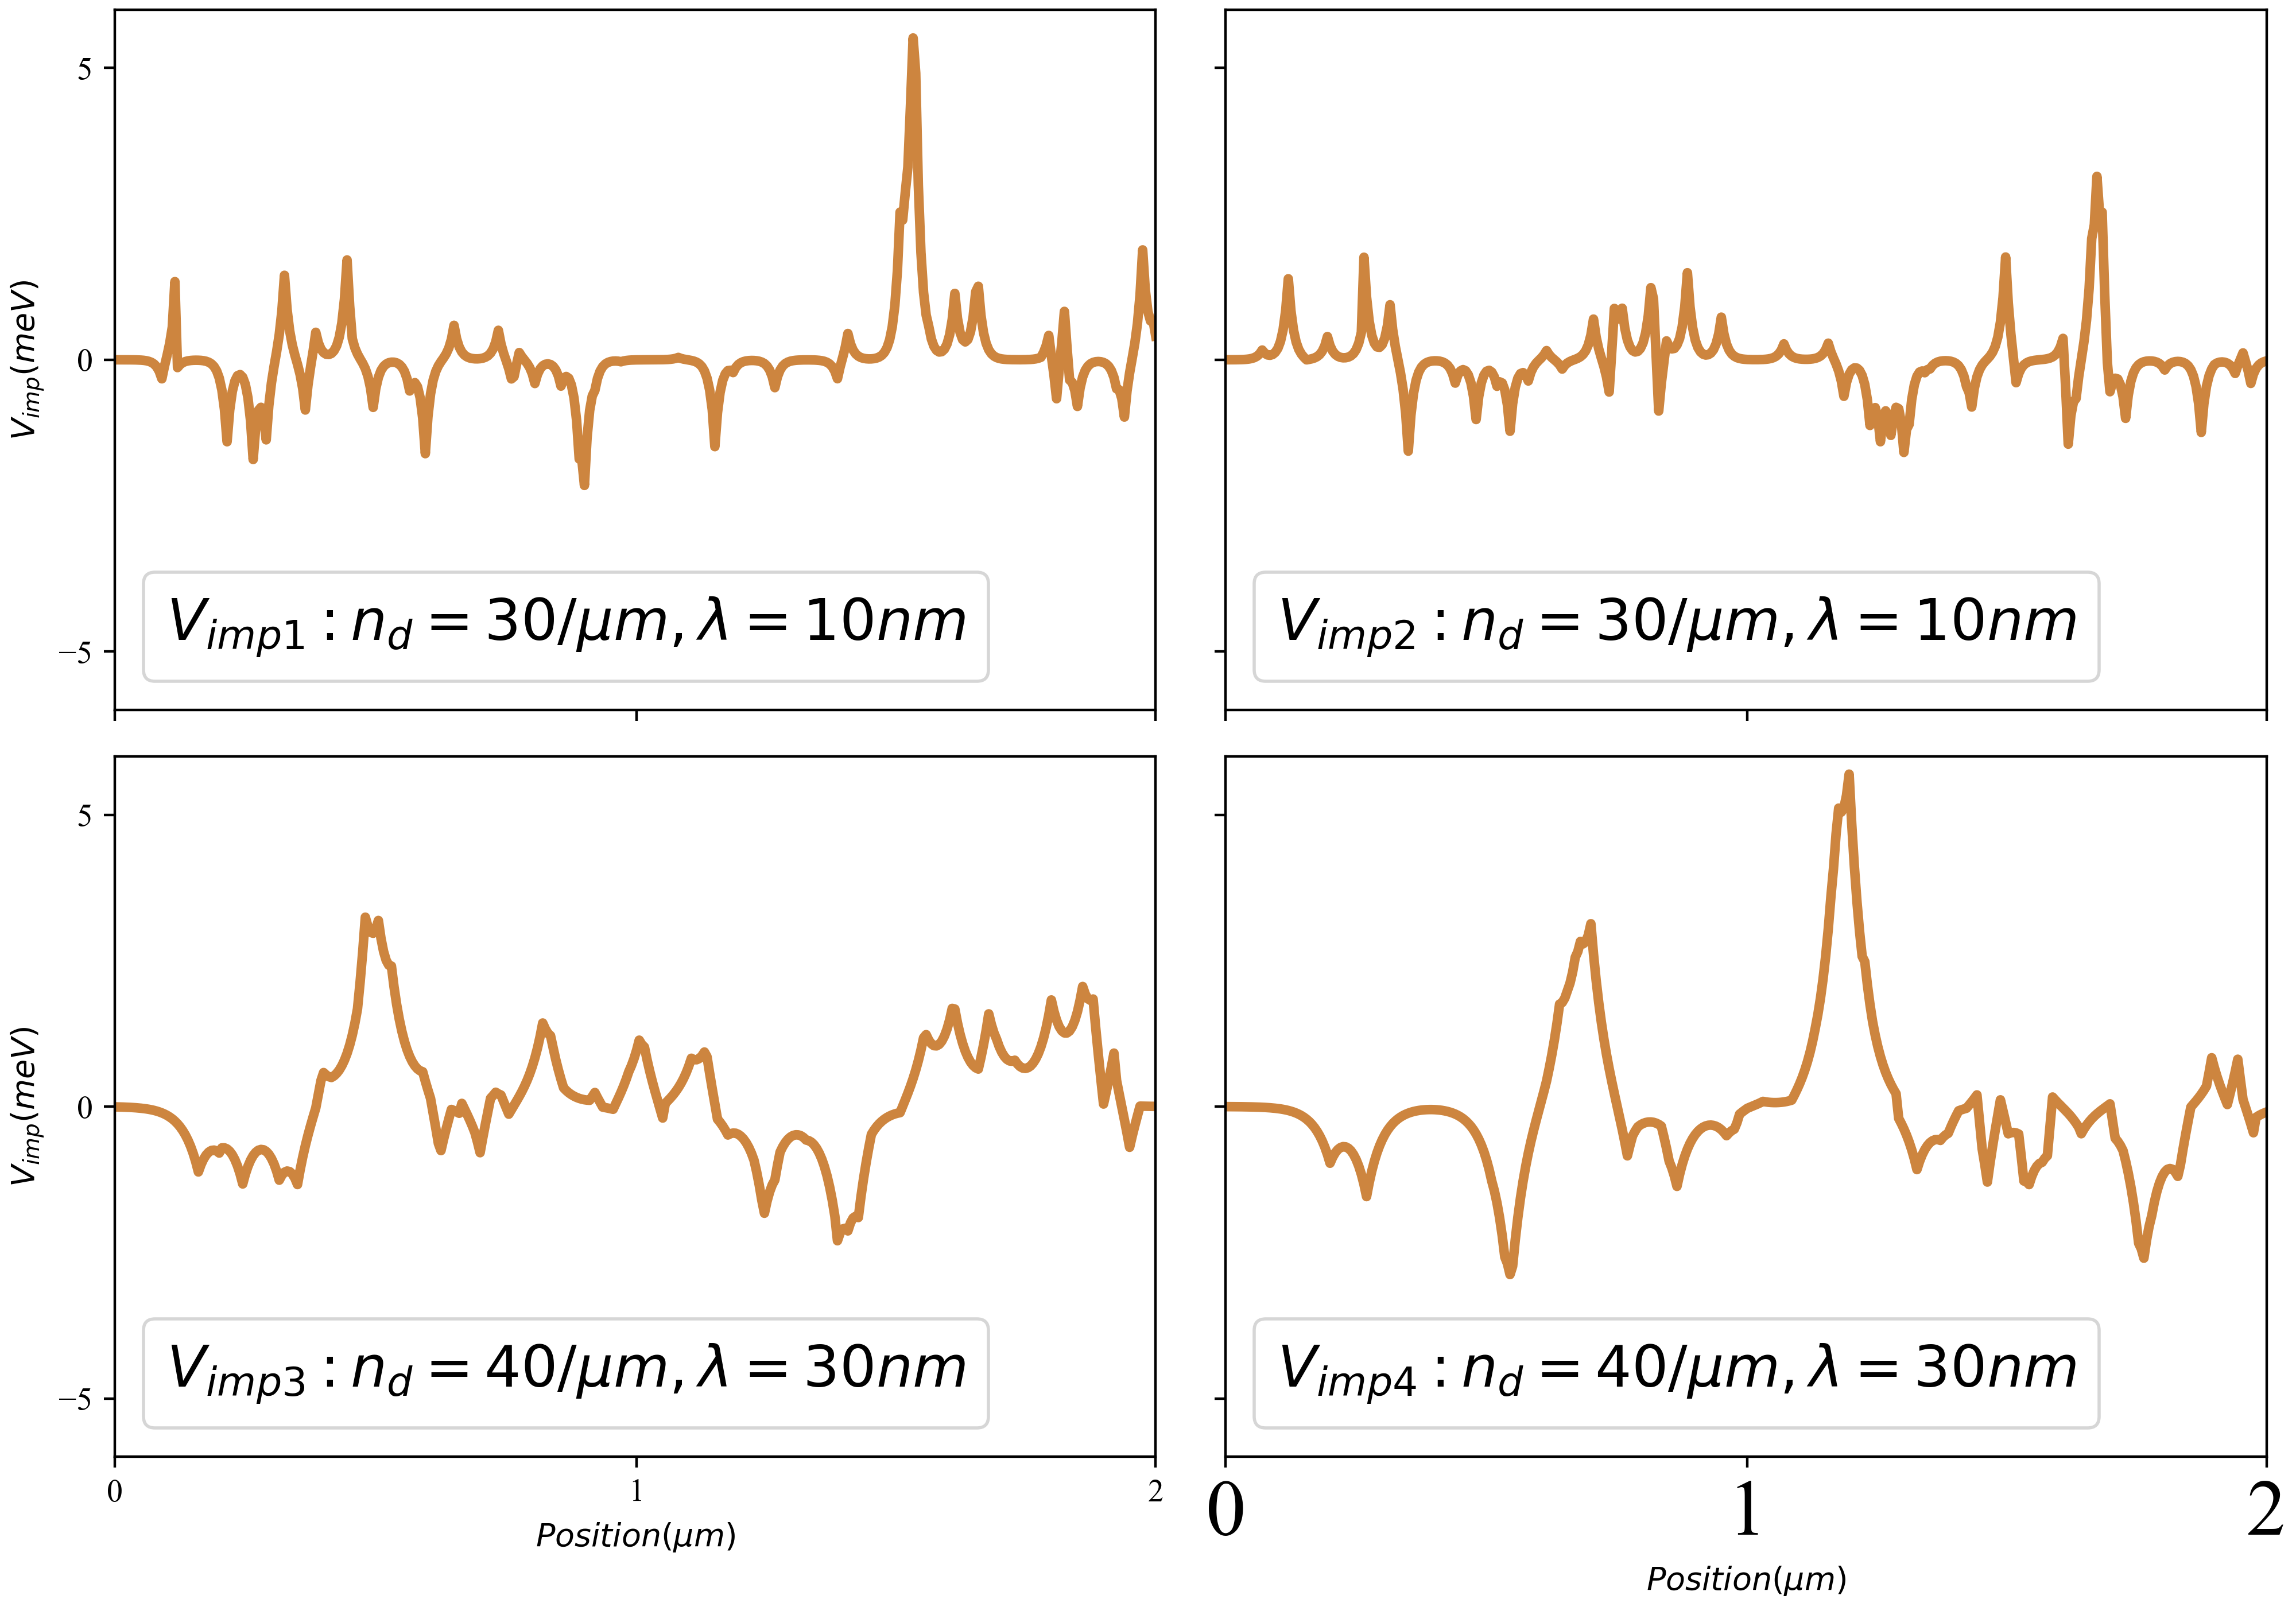 5
0
−5
V_imp(meV)
V_imp1 : n_d = 30/μm, λ = 10nm
V_imp2 : n_d = 30/μm, λ = 10nm
5
0
−5
V_imp(meV)
V_imp3 : n_d = 40/μm, λ = 30nm
0 1 2
Position(μm)
V_imp4 : n_d = 40/μm, λ = 30nm
0 1 2
Position(μm)